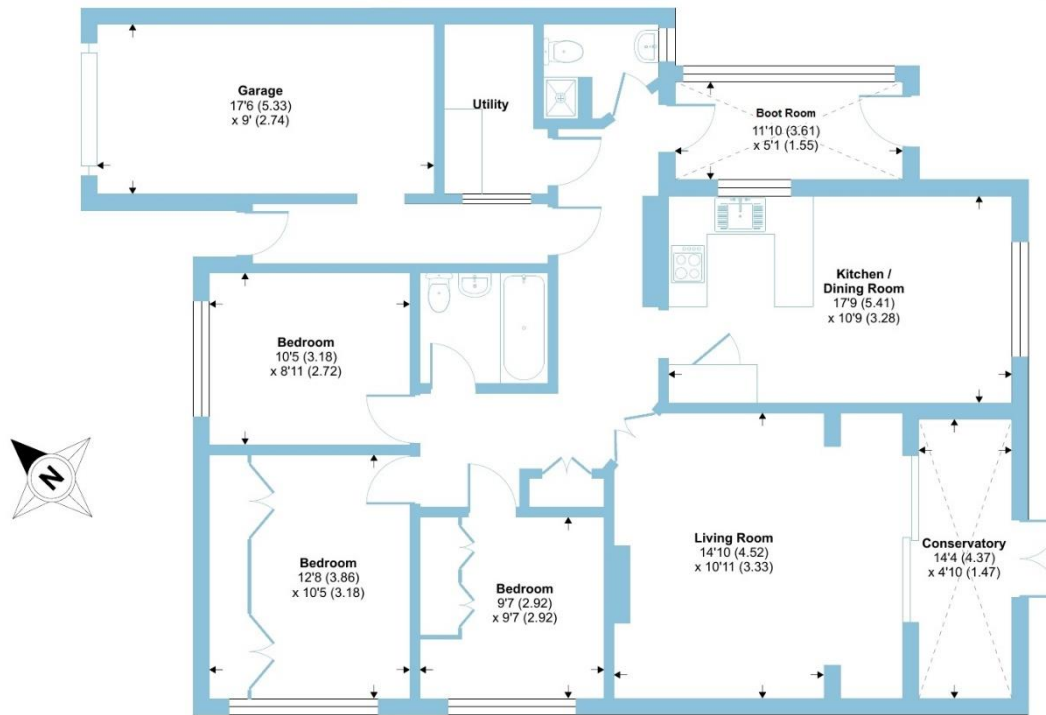 Garage
17'6 (5.33)
x 9' (2.74)
Utility
Boot Room
11'10 (3.61)
x 5'1 (1.55)
Kitchen /
Dining Room
17'9 (5.41)
x 10'9 (3.28)
Bedroom
10'5 (3.18)
x 8'11 (2.72)
N
Bedroom
12'8 (3.86)
x 10'5 (3.18)
Bedroom
9'7 (2.92)
x 9'7 (2.92)
Living Room
14'10 (4.52)
x 10'11 (3.33)
Conservatory
14'4 (4.37)
x 4'10 (1.47)